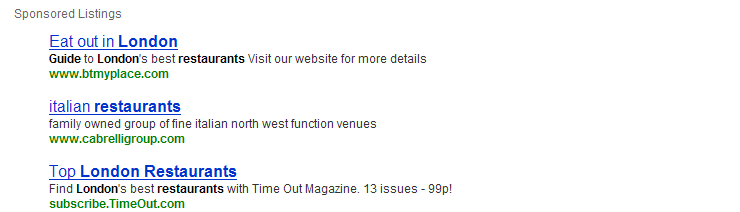 Sponsored Listings
Eat out in London
Guide to London's best restaurants Visit our website for more details
www.btmyplace.com
italian restaurants
family owned group of fine italian north west function venues
www.cabrelligroup.com
Top London Restaurants
Find London's best restaurants with Time Out Magazine. 13 issues - 99p!
subscribe.TimeOut.com